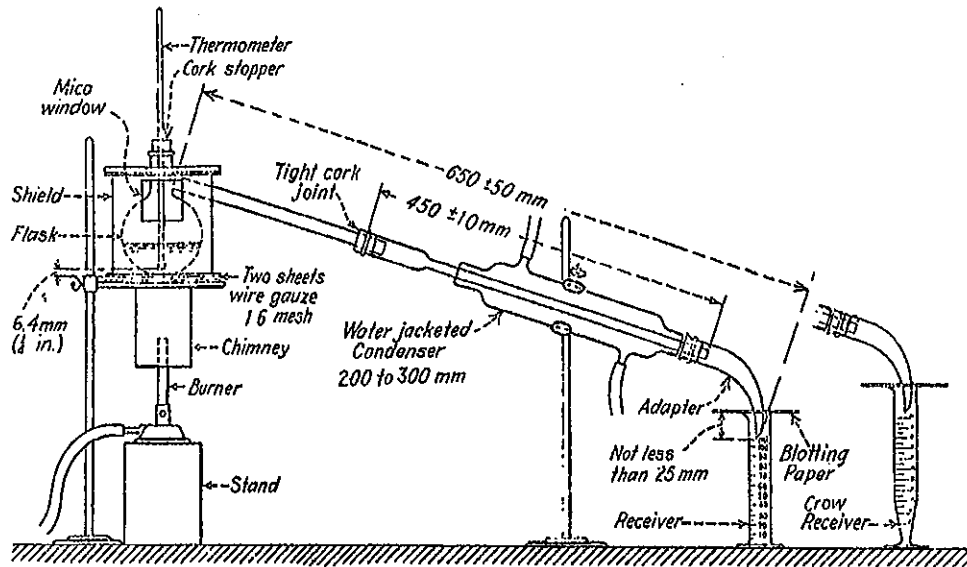 Thermometer
Cork stopper
Mica
window
Shield
Flask
6.4mm
(¼ in.)
Two sheets
wire gauze
16 mesh
Chimney
Burner
Stand
Tight cork
joint
650 ±50 mm
450 ±10mm
Water jacketed
Condenser
200 to 300 mm
Adapter
Not less
than 25 mm
Blotting
Paper
Receiver
Crow
Receiver